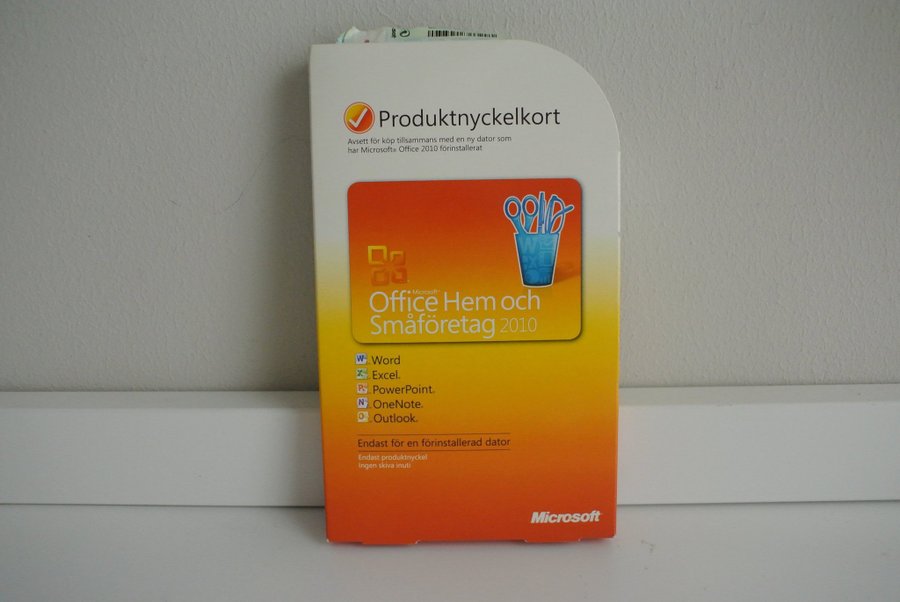 Produktnyckelkort
Avsett för köp tillsammans med en ny dator som
har Microsoft® Office 2010 förinstallerat
Microsoft®
Office Hem och
Småföretag 2010
Word
Excel®
PowerPoint®
OneNote®
Outlook®
Endast för en förinstallerad dator
Endast produktnyckel
Ingen skiva inuti
Microsoft